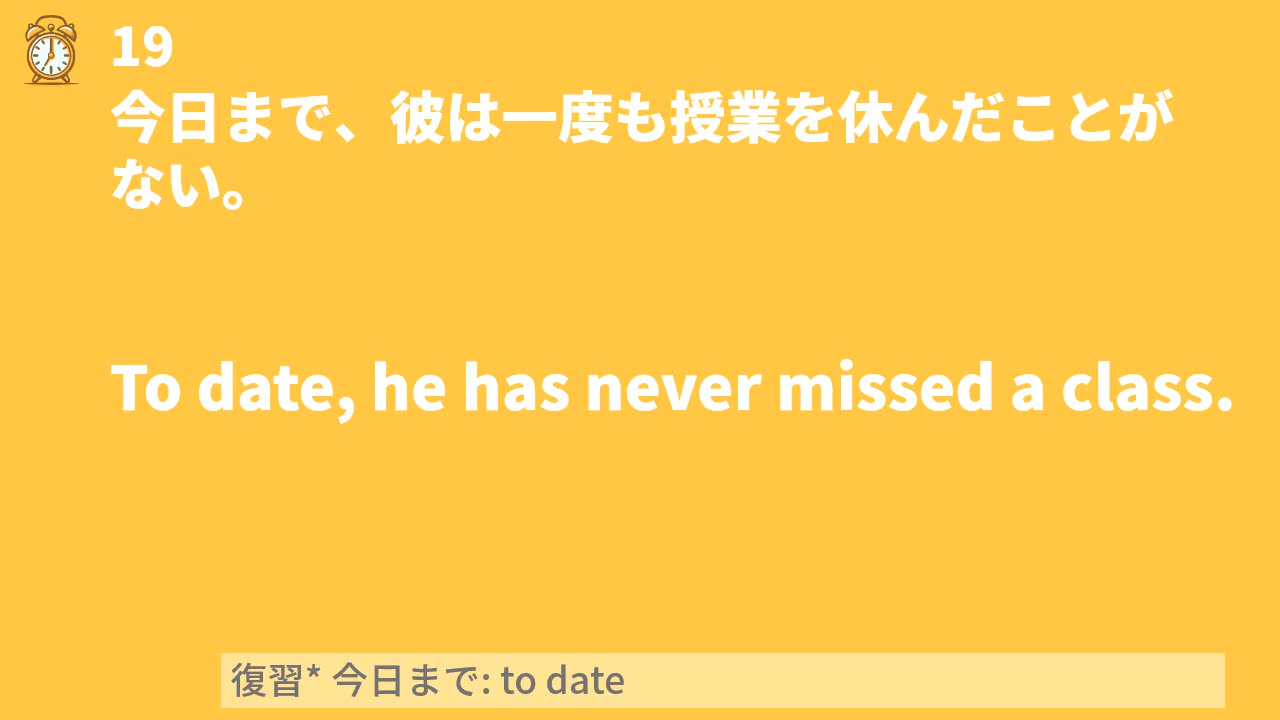 19
今日まで、彼は一度も授業を休んだことが
ない。
To date, he has never missed a class.
復習* 今日まで: to date